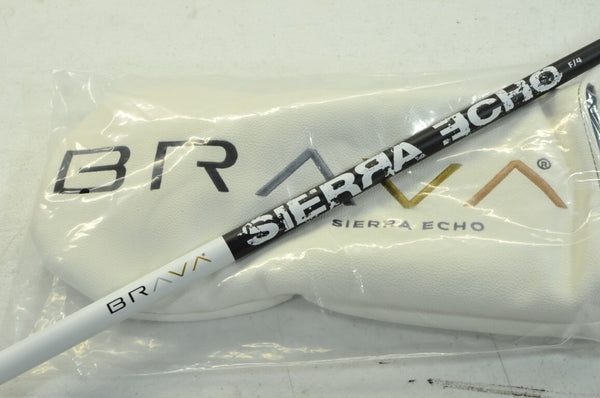 BRAVA®
SIERRA ECHO
BRAVA
SIERRA ECHO F/4